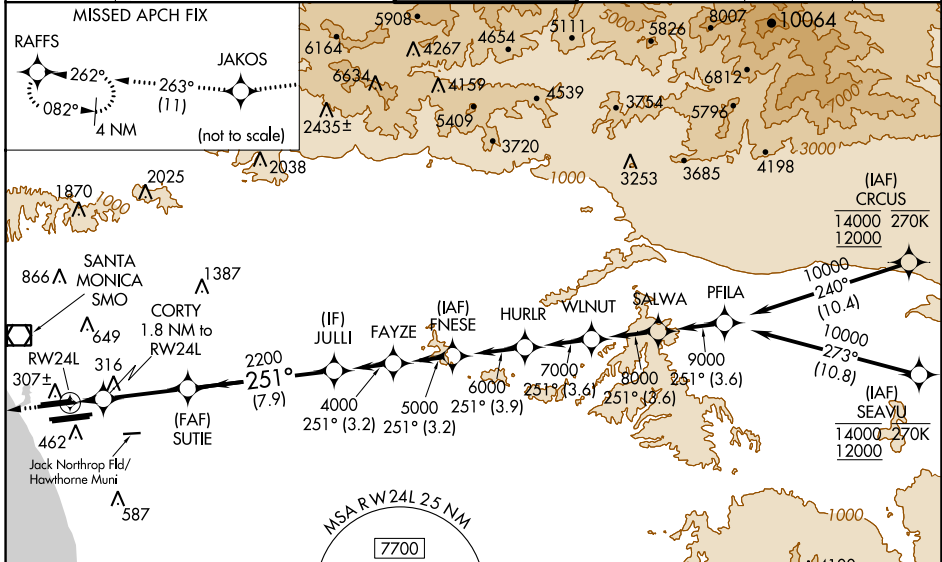 MISSED APCH FIX
RAFFS
JAKOS
262°
263°
(11)
082°
4 NM
(not to scale)
5908
6164
4267
4654
5111
5000
5826
8007
10064
6634
4159
4539
6812
7000
2435±
5409
3754
5796
3720
3000
2038
1000
3253
3685
4198
2025
1870
1000
(IAF)
CRCUS
14000 270K
12000
866
SANTA
MONICA
SMO
1387
CORTY
1.8 NM to
RW24L
649
RW24L
316
307±
462
Jack Northrop Fld/
Hawthorne Muni
587
2200
251°
(7.9)
(FAF)
SUTIE
(IF)
JULLI
4000
251° (3.2)
FAYZE
5000
251° (3.2)
(IAF)
FNESE
6000
251° (3.9)
HURLR
7000
251° (3.6)
WLNUT
8000
251° (3.6)
SALWA
9000
251° (3.6)
PFILA
10000
240°
(10.4)
10000
273°
(10.8)
(IAF)
SEAVU
14000 270K
12000
MSA RW24L 25 NM
7700
1000